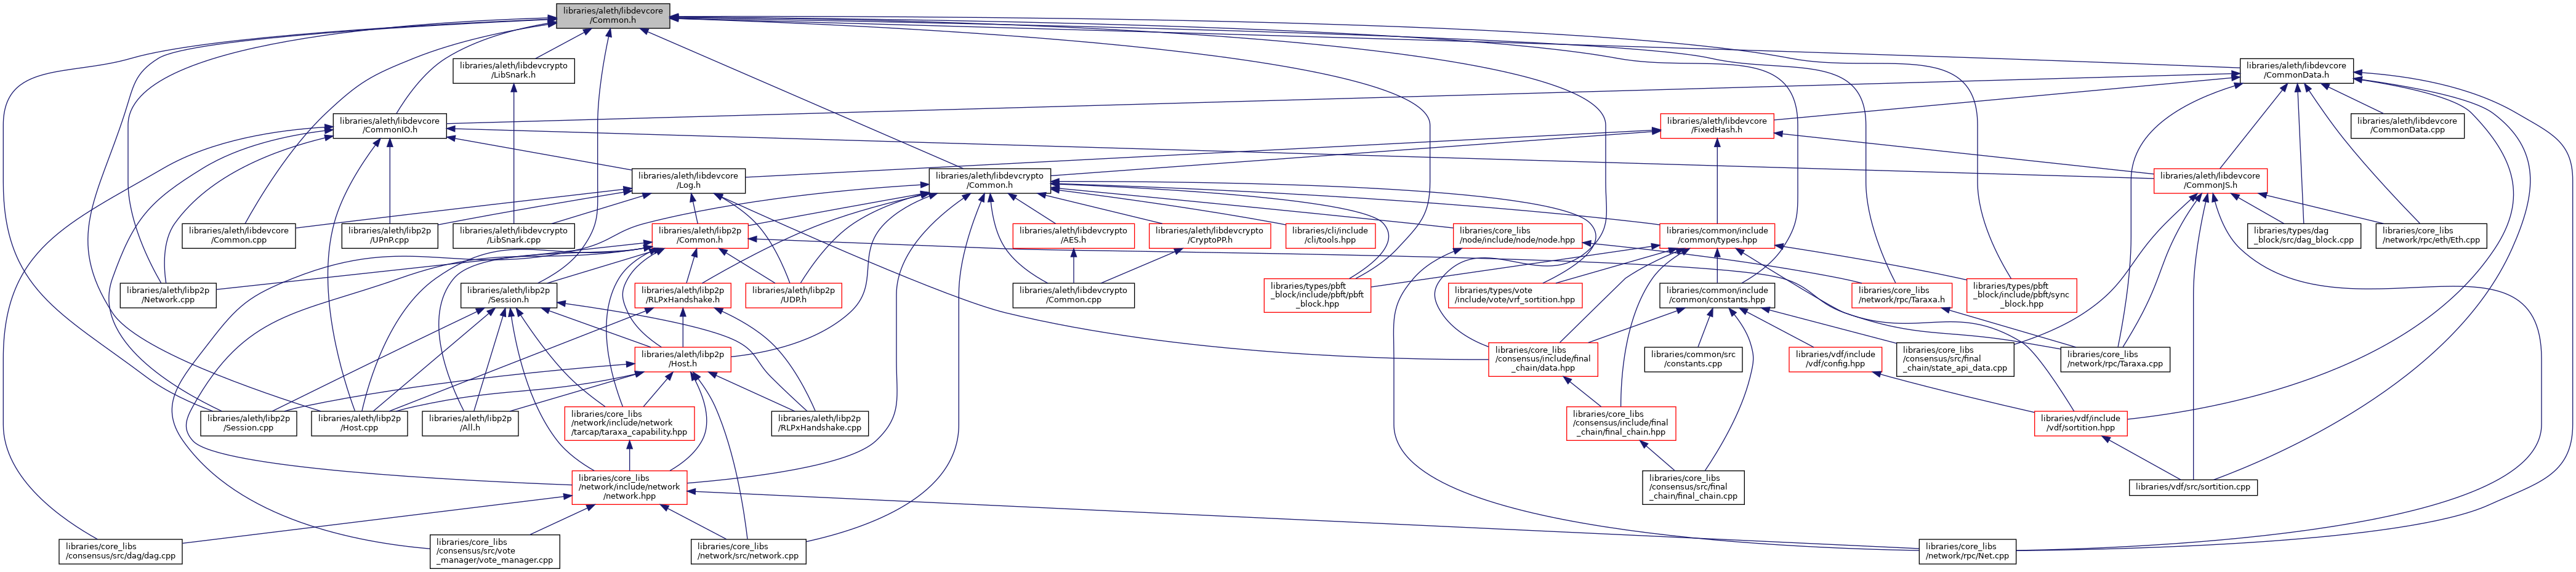 libraries/aleth/libdevcore
/Common.h
libraries/aleth/libdevcrypto
/LibSnark.h
libraries/aleth/libdevcore
/CommonData.h
libraries/aleth/libdevcore
/CommonIO.h
libraries/aleth/libdevcore
/FixedHash.h
libraries/aleth/libdevcore
/CommonData.cpp
libraries/aleth/libdevcore
/Log.h
libraries/aleth/libdevcrypto
/Common.h
libraries/aleth/libdevcore
/CommonJS.h
libraries/aleth/libdevcore
/Common.cpp
libraries/aleth/libp2p
/UPnP.cpp
libraries/aleth/libdevcrypto
/LibSnark.cpp
libraries/aleth/libp2p
/Common.h
libraries/aleth/libdevcrypto
/AES.h
libraries/aleth/libdevcrypto
/CryptoPP.h
libraries/cli/include
/cli/tools.hpp
libraries/core_libs
/node/include/node/node.hpp
libraries/common/include
/common/types.hpp
libraries/types/dag
_block/src/dag_block.cpp
libraries/core_libs
/network/rpc/eth/Eth.cpp
libraries/aleth/libp2p
/Network.cpp
libraries/aleth/libp2p
/Session.h
libraries/aleth/libp2p
/RLPxHandshake.h
libraries/aleth/libp2p
/UDP.h
libraries/aleth/libdevcrypto
/Common.cpp
libraries/types/pbft
_block/include/pbft/pbft
_block.hpp
libraries/types/vote
/include/vote/vrf_sortition.hpp
libraries/common/include
/common/constants.hpp
libraries/core_libs
/network/rpc/Taraxa.h
libraries/types/pbft
_block/include/pbft/sync
_block.hpp
libraries/aleth/libp2p
/Host.h
libraries/core_libs
/consensus/include/final
_chain/data.hpp
libraries/common/src
/constants.cpp
libraries/vdf/include
/vdf/config.hpp
libraries/core_libs
/consensus/src/final
_chain/state_api_data.cpp
libraries/core_libs
/network/rpc/Taraxa.cpp
libraries/aleth/libp2p
/Session.cpp
libraries/aleth/libp2p
/Host.cpp
libraries/aleth/libp2p
/All.h
libraries/core_libs
/network/include/network
/tarcap/taraxa_capability.hpp
libraries/aleth/libp2p
/RLPxHandshake.cpp
libraries/core_libs
/consensus/include/final
_chain/final_chain.hpp
libraries/vdf/include
/vdf/sortition.hpp
libraries/core_libs
/network/include/network
/network.hpp
libraries/core_libs
/consensus/src/final
_chain/final_chain.cpp
libraries/vdf/src/sortition.cpp
libraries/core_libs
/consensus/src/dag/dag.cpp
libraries/core_libs
/consensus/src/vote
_manager/vote_manager.cpp
libraries/core_libs
/network/src/network.cpp
libraries/core_libs
/network/rpc/Net.cpp